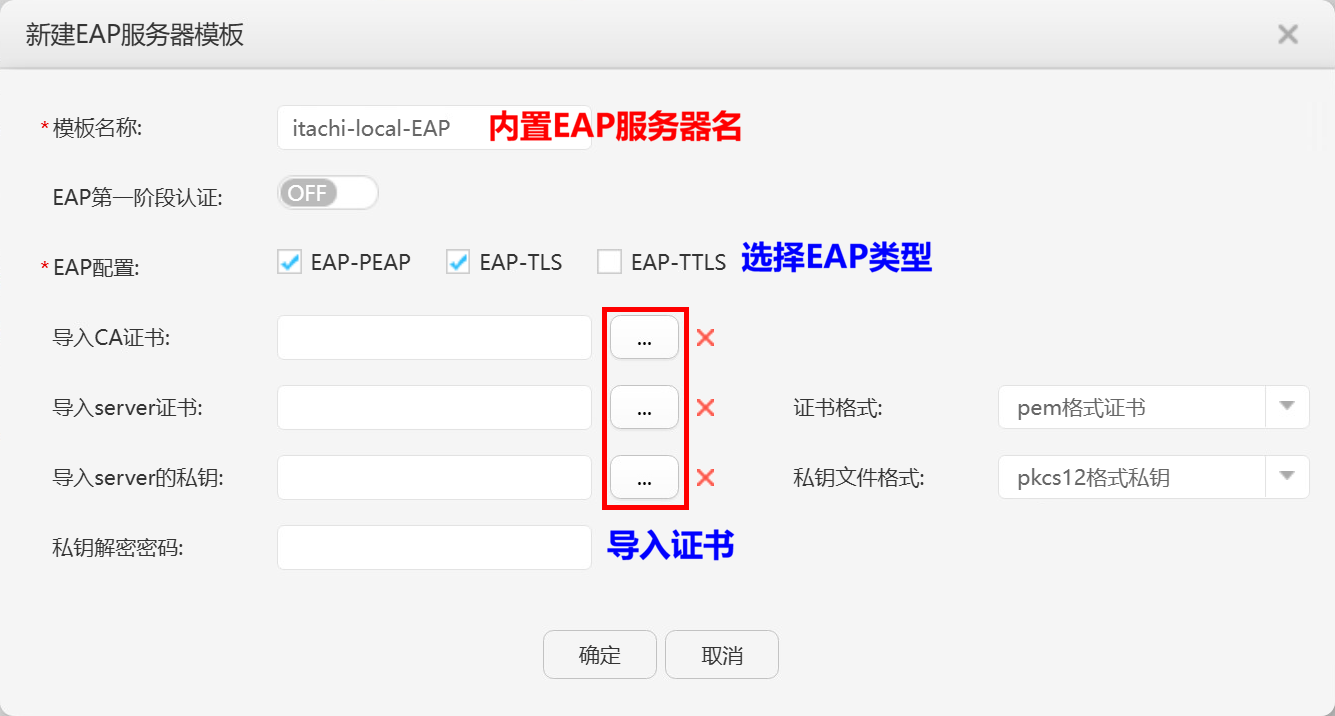 新建EAP服务器模板
*模板名称: itachi-local-EAP 内置EAP服务器名
EAP第一阶段认证: OFF
*EAP配置: EAP-PEAP EAP-TLS EAP-TTLS 选择EAP类型
导入CA证书: ...
导入server证书: ... 证书格式: pem格式证书
导入server的私钥: ... 私钥文件格式: pkcs12格式私钥
私钥解密密码: 导入证书
确定 取消